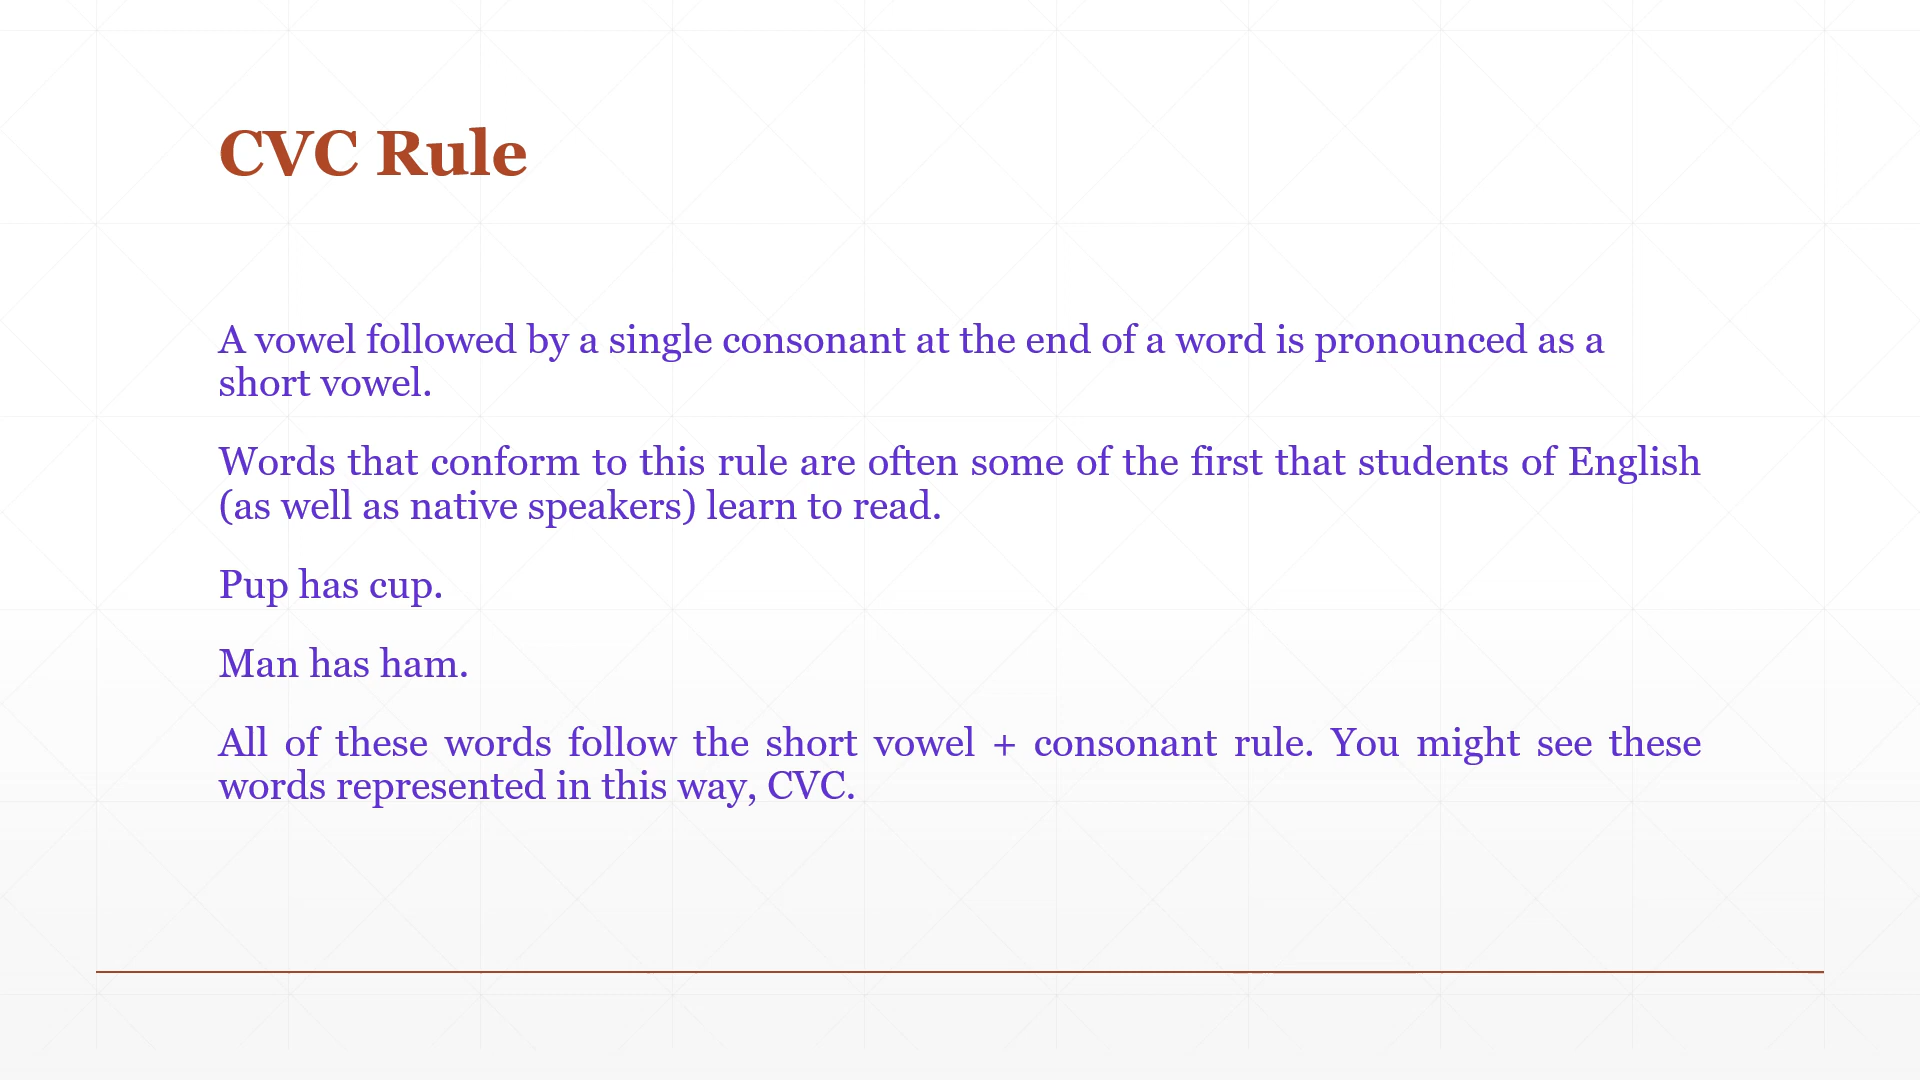 CVC Rule
A vowel followed by a single consonant at the end of a word is pronounced as a
short vowel.
Words that conform to this rule are often some of the first that students of English
(as well as native speakers) learn to read.
Pup has cup.
Man has ham.
All of these words follow the short vowel + consonant rule. You might see these
words represented in this way, CVC.